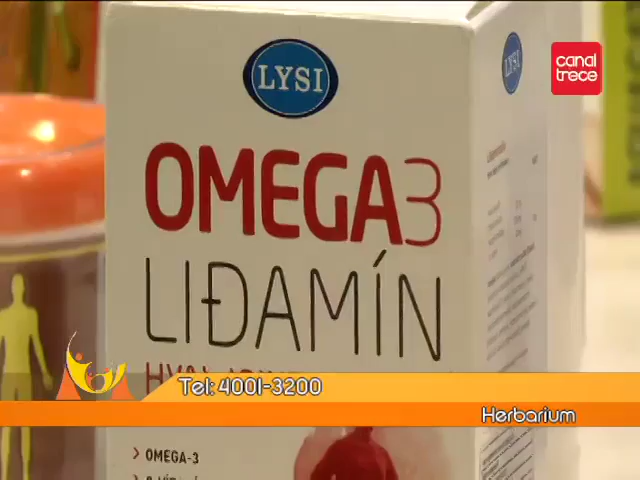 canal
trece
LYSI
LYSI
OMEGA3
LIÐAMÍN
Tel: 4001-3200
Herbarium
OMEGA-3